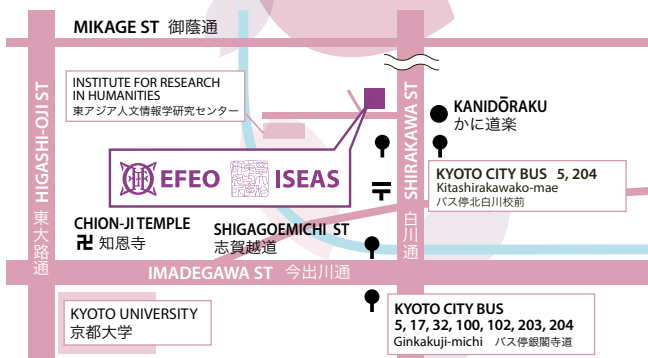 MIKAGE ST 御蔭通
HIGASHI-OJI ST
東大路通
INSTITUTE FOR RESEARCH
IN HUMANITIES
東アジア人文情報学研究センター
SHIRAKAWA ST
白川通
KANIDŌRAKU
かに道楽
EFEO ISEAS
KYOTO CITY BUS 5, 204
Kitashirakawako-mae
バス停北白川校前
CHION-JI TEMPLE
卍 知恩寺
SHIGAGOEMICHI ST
志賀越道
IMADEGAWA ST 今出川通
KYOTO UNIVERSITY
京都大学
KYOTO CITY BUS
5, 17, 32, 100, 102, 203, 204
Ginkakuji-michi バス停銀閣寺道